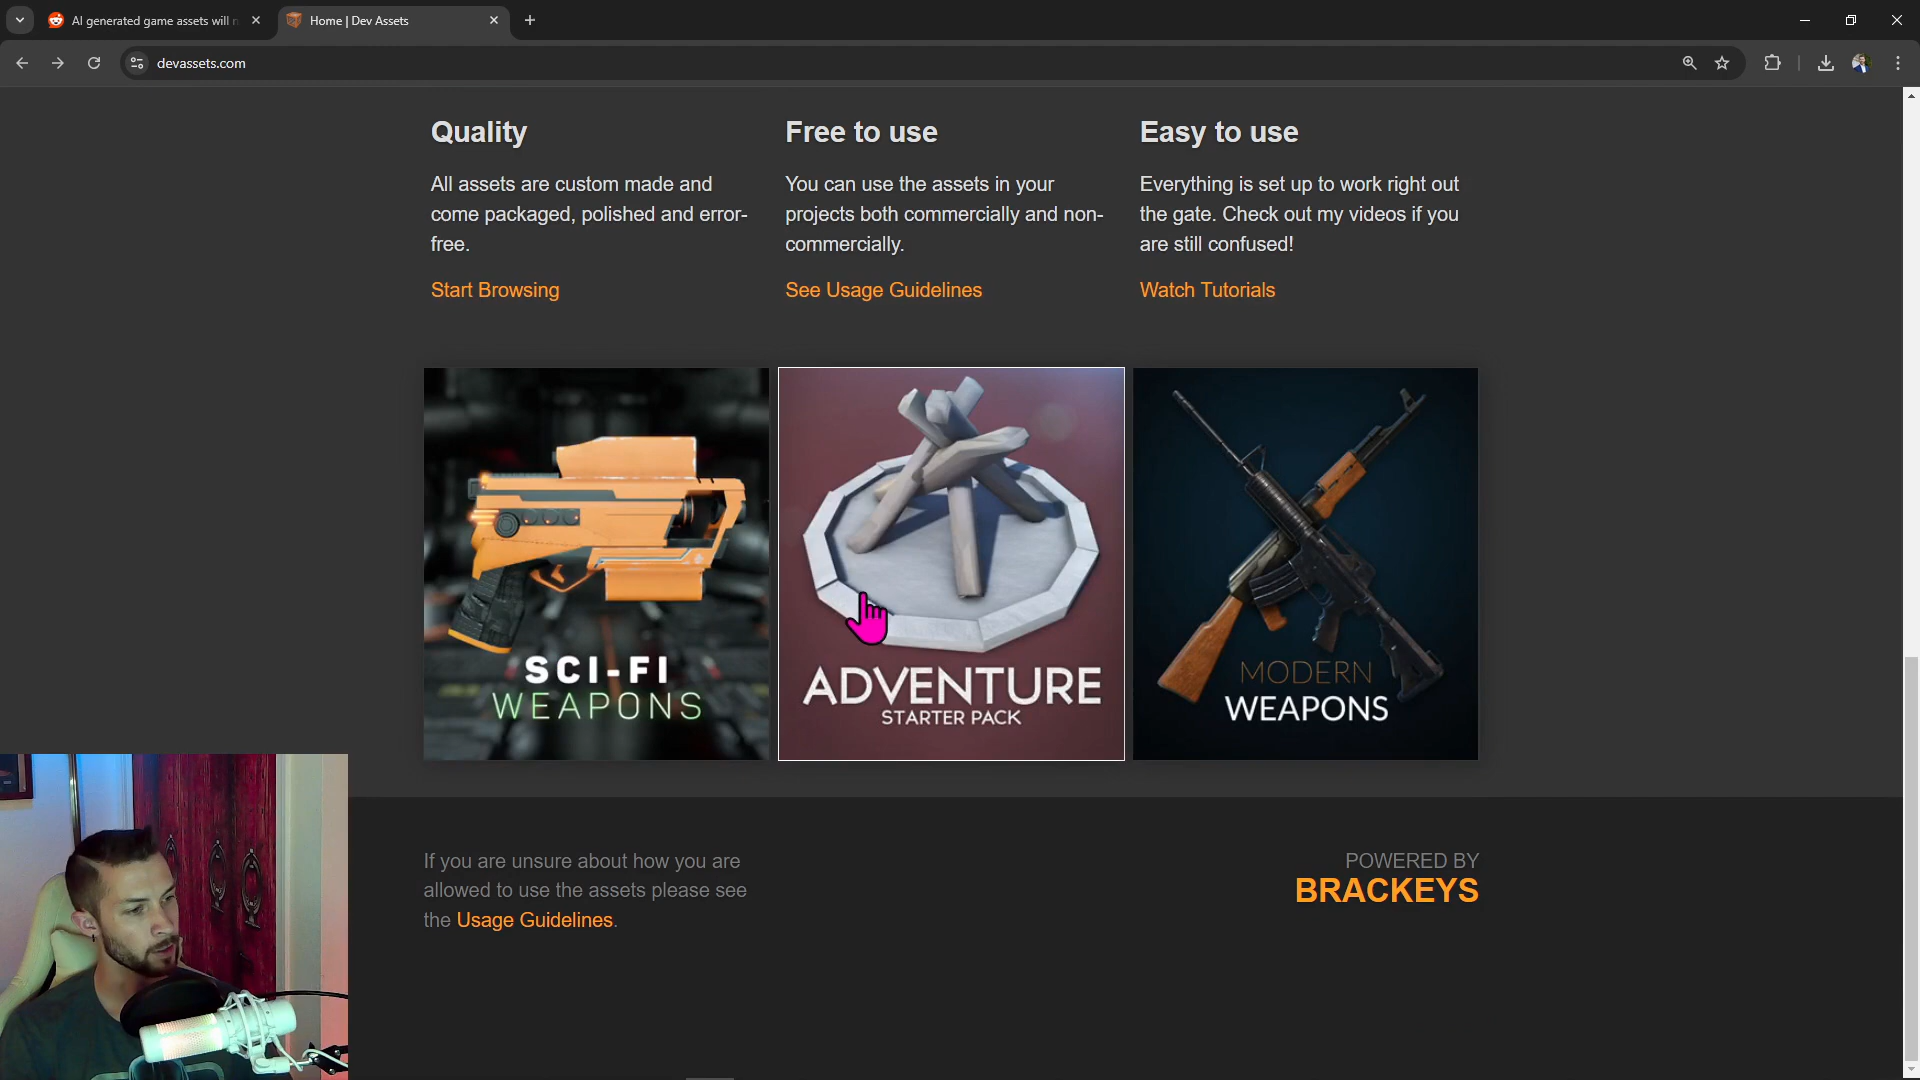 AI generated game assets will r
Home | Dev Assets
devassets.com
Quality
All assets are custom made and
come packaged, polished and error-
free.
Start Browsing
Free to use
You can use the assets in your
projects both commercially and non-
commercially.
See Usage Guidelines
Easy to use
Everything is set up to work right out
the gate. Check out my videos if you
are still confused!
Watch Tutorials
SCI-FI
WEAPONS
ADVENTURE
STARTER PACK
MODERN
WEAPONS
If you are unsure about how you are
allowed to use the assets please see
the Usage Guidelines.
POWERED BY
BRACKEYS